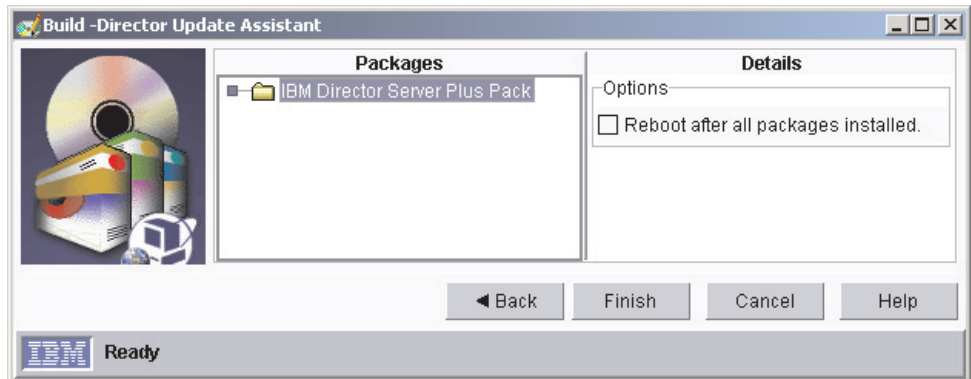 Build -Director Update Assistant
Packages
IBM Director Server Plus Pack
Details
Options
Reboot after all packages installed.
Back
Finish
Cancel
Help
IBM
Ready